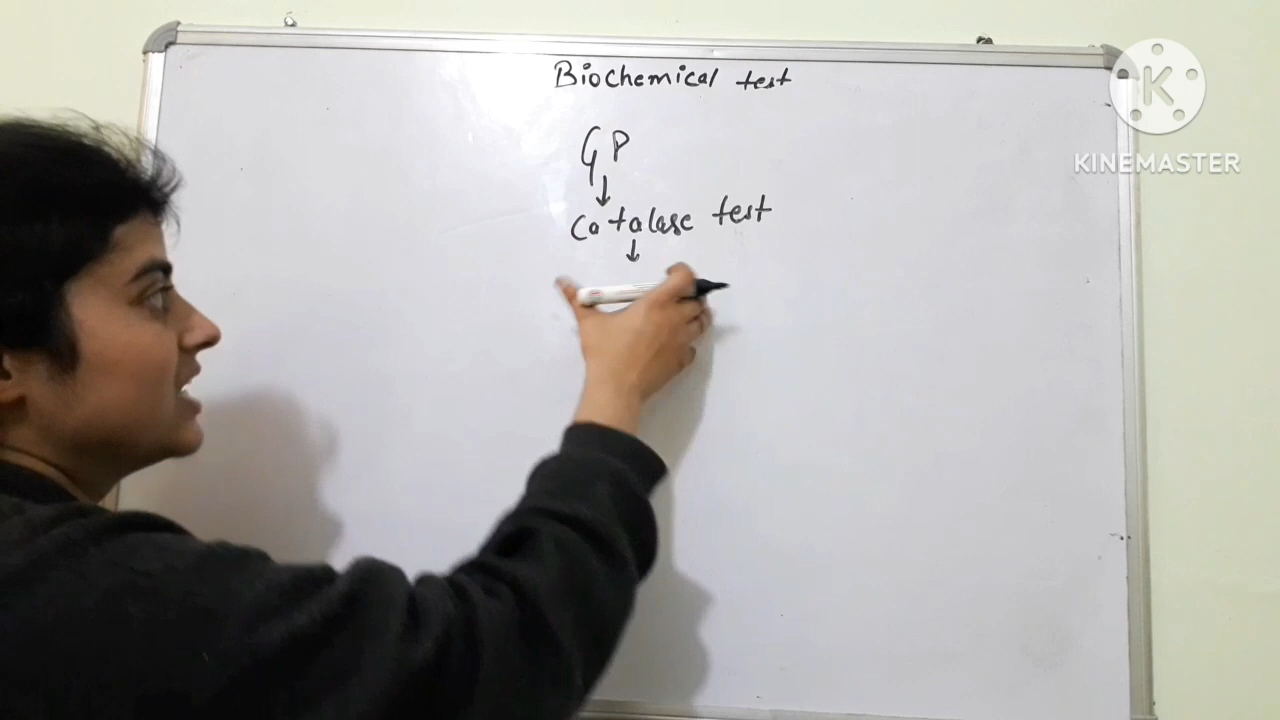 Biochemical test
GP
↓
Catalase test
↓
K
KINEMASTER